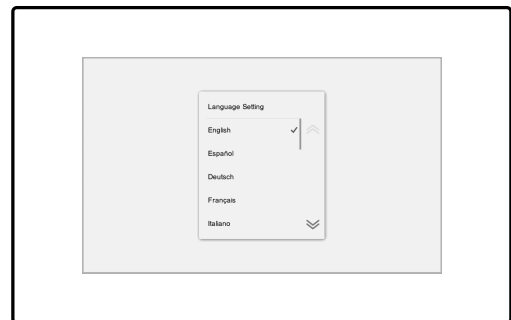 Language Setting
English
Español
Deutsch
Français
Italiano